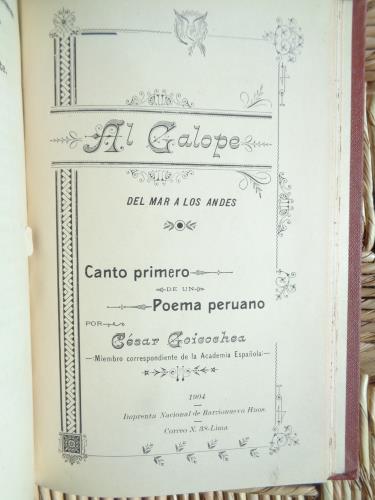 Al Galope
DEL MAR A LOS ANDES
Canto primero
DE UN
Poema peruano
POR
César Goicochea
(Miembro correspondiente de la Academia Española)
1904
Imprenta Nacional de Barrionuevo Hnos.
Correo N. 38-Lima